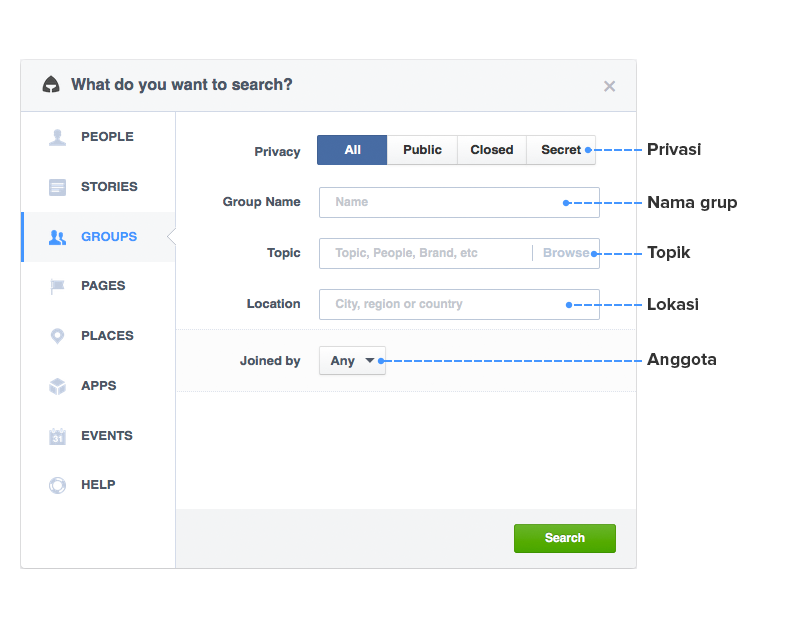 What do you want to search?
PEOPLE
STORIES
GROUPS
PAGES
PLACES
APPS
31
EVENTS
HELP
Privacy All Public Closed Secret Privasi
Group Name Name Nama grup
Topic Topic, People, Brand, etc Browse Topik
Location City, region or country Lokasi
Joined by Any Anggota
Search